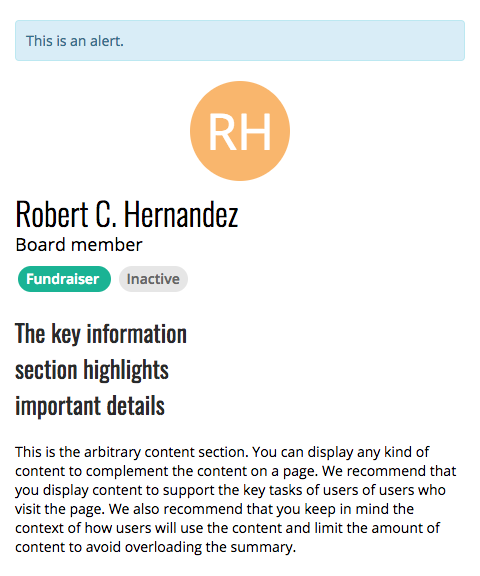 This is an alert.
RH
Robert C. Hernandez
Board member
Fundraiser Inactive
The key information
section highlights
important details
This is the arbitrary content section. You can display any kind of
content to complement the content on a page. We recommend that
you display content to support the key tasks of users of users who
visit the page. We also recommend that you keep in mind the
context of how users will use the content and limit the amount of
content to avoid overloading the summary.